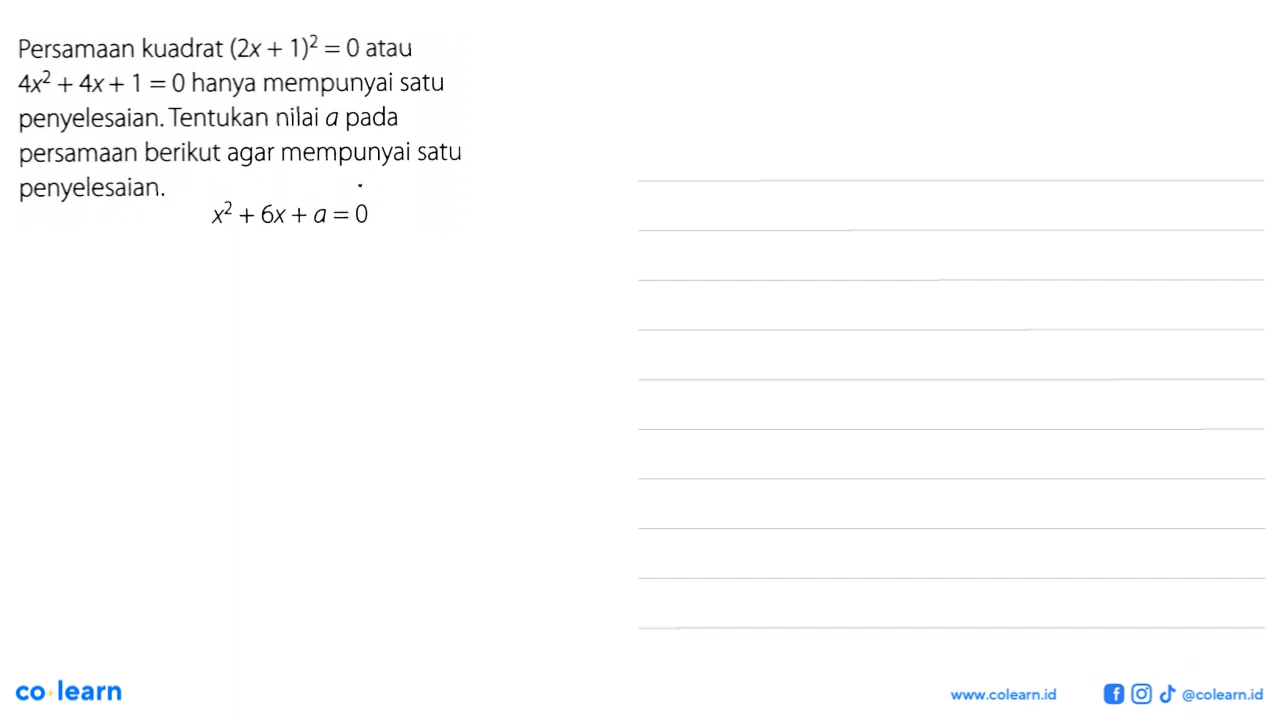 Persamaan kuadrat (2x + 1)² = 0 atau
4x² + 4x + 1 = 0 hanya mempunyai satu
penyelesaian. Tentukan nilai a pada
persamaan berikut agar mempunyai satu
penyelesaian.
x² + 6x + a = 0
co·learn
www.colearn.id
@colearn.id